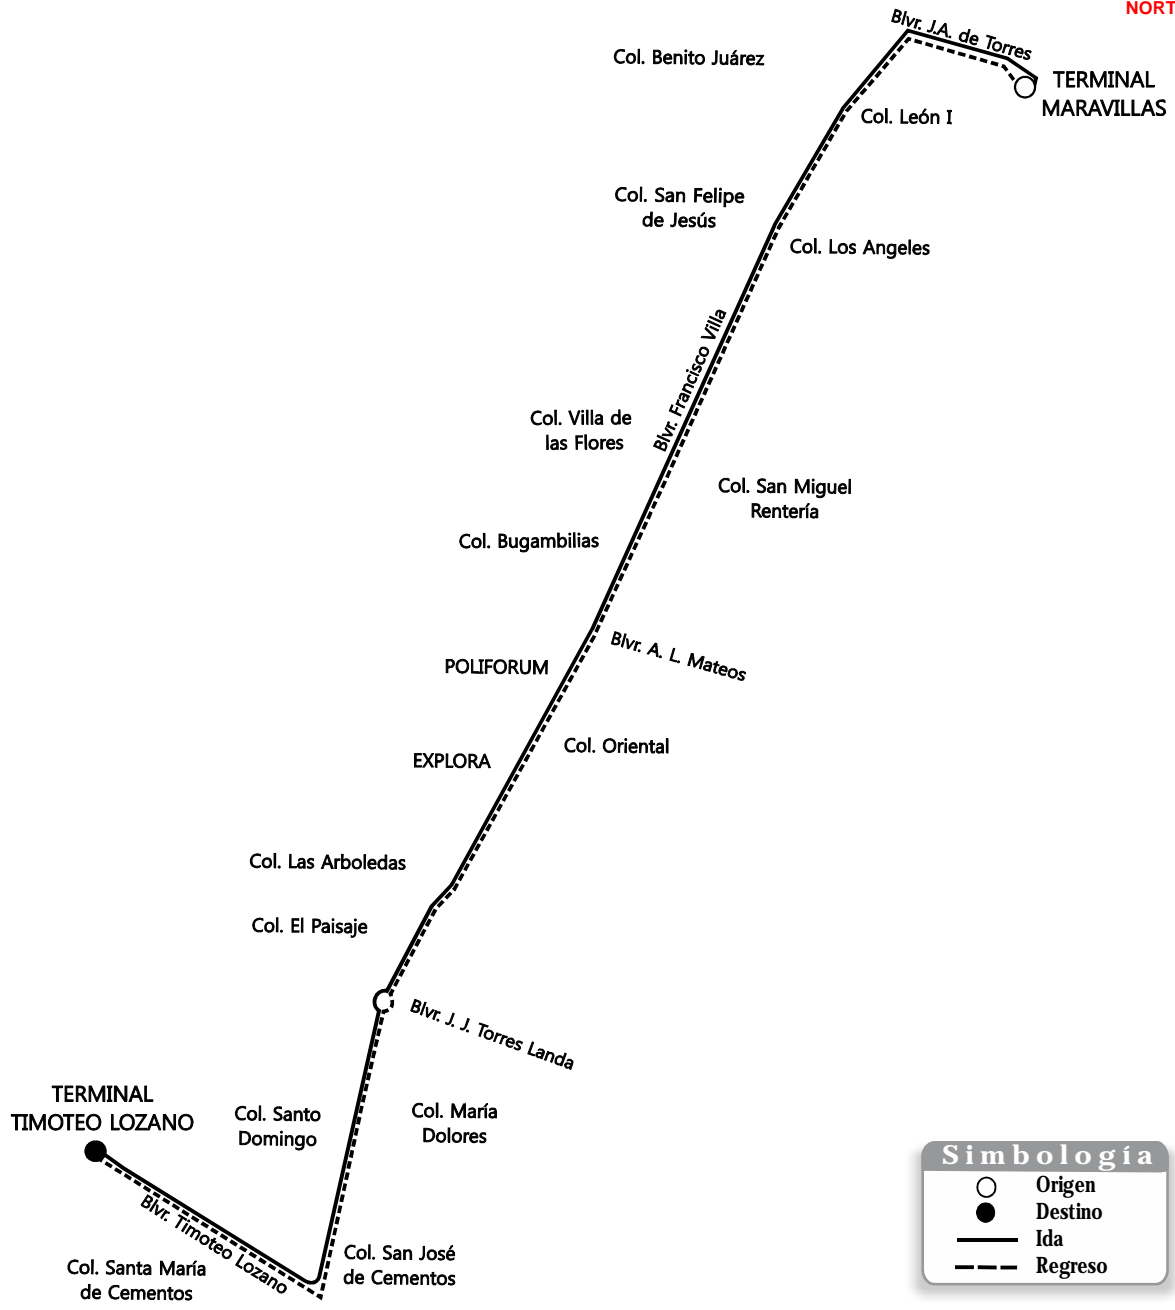 NORT
Blvr. J.A. de Torres
Col. Benito Juárez
TERMINAL
MARAVILLAS
Col. León I
Col. San Felipe
de Jesús
Col. Los Angeles
Blvr. Francisco Villa
Col. Villa de
las Flores
Col. San Miguel
Rentería
Col. Bugambilias
Blvr. A. L. Mateos
POLIFORUM
Col. Oriental
EXPLORA
Col. Las Arboledas
Col. El Paisaje
Blvr. J. J. Torres Landa
TERMINAL
TIMOTEO LOZANO
Col. Santo
Domingo
Col. María
Dolores
Blvr. Timoteo Lozano
Col. San José
de Cementos
Col. Santa María
de Cementos
Simbología
Origen
Destino
Ida
Regreso